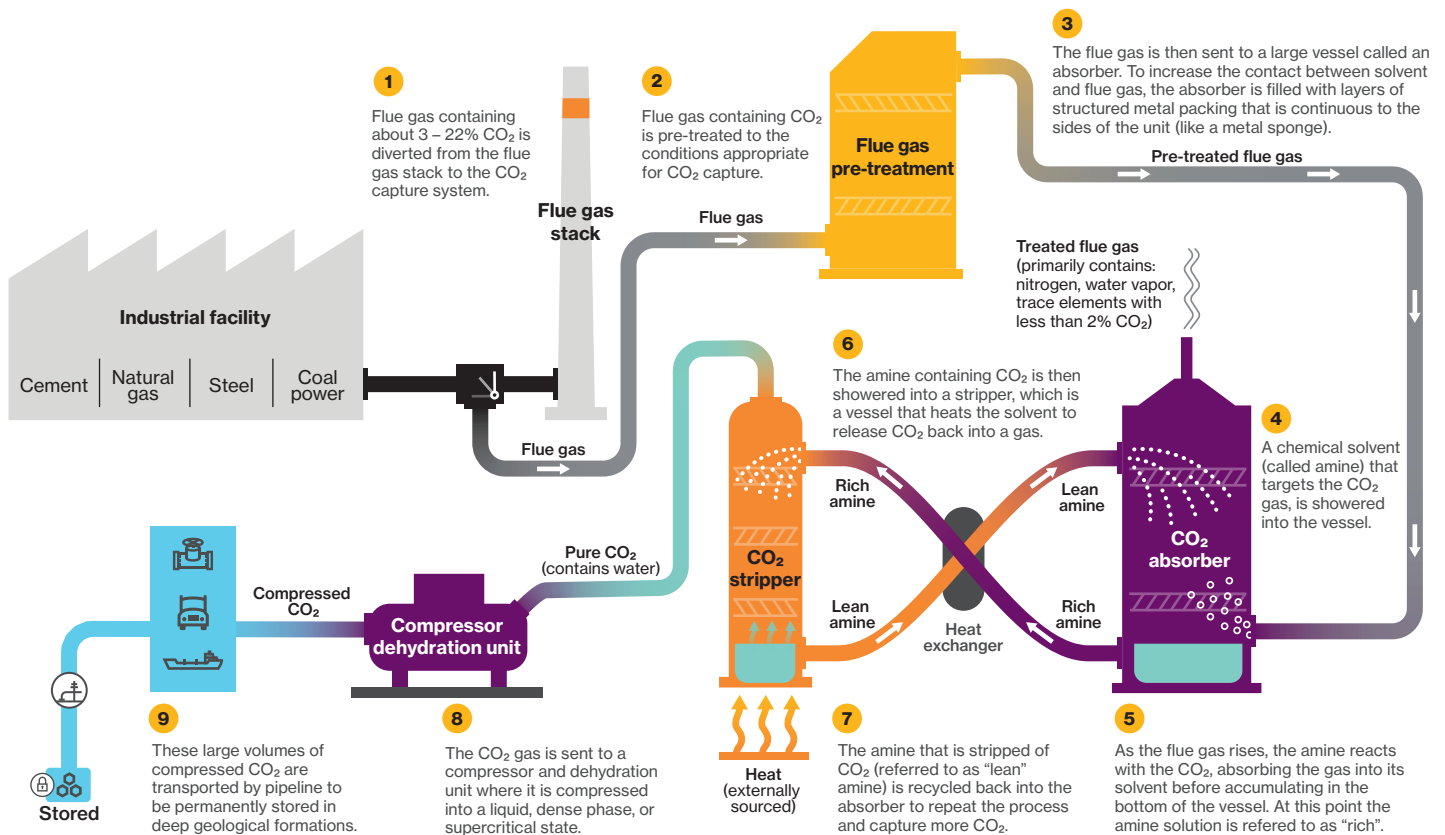 1
Flue gas containing
about 3 – 22% CO₂ is
diverted from the flue
gas stack to the CO₂
capture system.
2
Flue gas containing CO₂
is pre-treated to the
conditions appropriate
for CO₂ capture.
3
The flue gas is then sent to a large vessel called an
absorber. To increase the contact between solvent
and flue gas, the absorber is filled with layers of
structured metal packing that is continuous to the
sides of the unit (like a metal sponge).
Flue gas
pre-treatment
Pre-treated flue gas
Flue gas
stack
Flue gas
Treated flue gas
(primarily contains:
nitrogen, water vapor,
trace elements with
less than 2% CO₂)
Industrial facility
Cement
Natural
gas
Steel
Coal
power
Flue gas
6
The amine containing CO₂ is then
showered into a stripper, which is
a vessel that heats the solvent to
release CO₂ back into a gas.
4
A chemical solvent
(called amine) that
targets the CO₂
gas, is showered
into the vessel.
Rich
amine
Lean
amine
CO₂
stripper
CO₂
absorber
Pure CO₂
(contains water)
Compressed
CO₂
Compressor
dehydration unit
Lean
amine
Heat
exchanger
Rich
amine
Stored
9
These large volumes of
compressed CO₂ are
transported by pipeline to
be permanently stored in
deep geological formations.
8
The CO₂ gas is sent to a
compressor and dehydration
unit where it is compressed
into a liquid, dense phase, or
supercritical state.
Heat
(externally
sourced)
7
The amine that is stripped of
CO₂ (referred to as “lean”
amine) is recycled back into the
absorber to repeat the process
and capture more CO₂.
5
As the flue gas rises, the amine reacts
with the CO₂, absorbing the gas into its
solvent before accumulating in the
bottom of the vessel. At this point the
amine solution is refered to as “rich”.